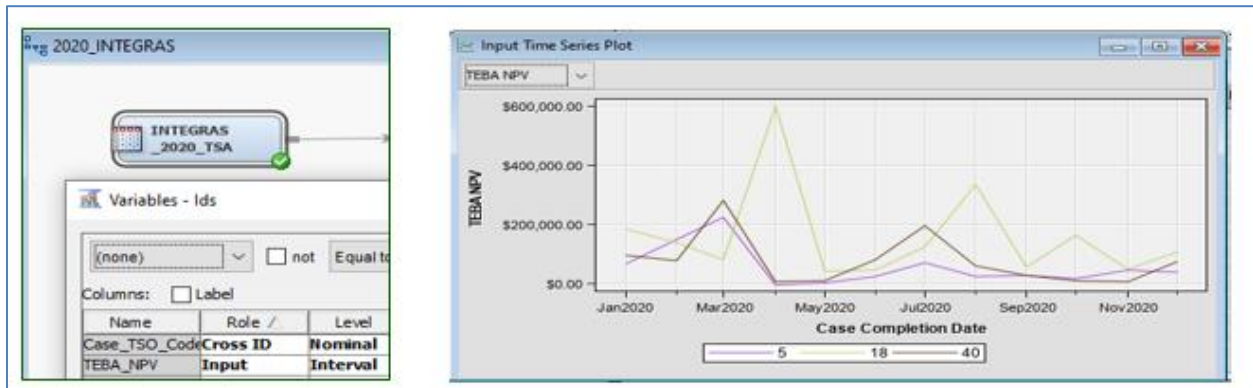 2020_INTEGRAS
INTEGRAS
_2020_TSA
Variables - Ids
(none) not Equal to
Columns: Label
Name Role Level
Case_TSO_Code Cross ID Nominal
TEBA_NPV Input Interval
Input Time Series Plot
TEBA NPV
$600,000.00
$400,000.00
$200,000.00
$0.00
TEBA NPV
Jan2020 Mar2020 May2020 Jul2020 Sep2020 Nov2020
Case Completion Date
5 18 40